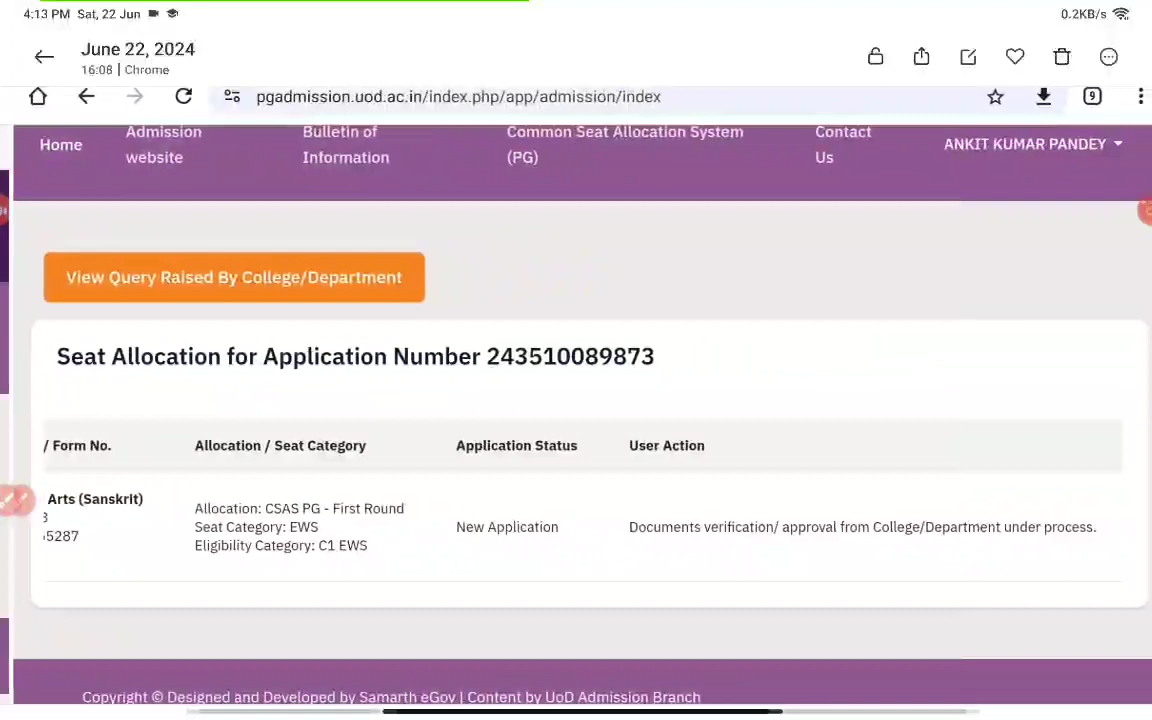 4:13 PM Sat, 22 Jun
0.2KB/s
June 22, 2024
16:08 | Chrome
pgadmission.uod.ac.in/index.php/app/admission/index
9
Home
Admission
website
Bulletin of
Information
Common Seat Allocation System
(PG)
Contact
Us
ANKIT KUMAR PANDEY
View Query Raised By College/Department
Seat Allocation for Application Number 243510089873
/ Form No.
Allocation / Seat Category
Application Status
User Action
Arts (Sanskrit)
5287
Allocation: CSAS PG - First Round
Seat Category: EWS
Eligibility Category: C1 EWS
New Application
Documents verification/ approval from College/Department under process.
Copyright © Designed and Developed by Samarth eGov | Content by UoD Admission Branch